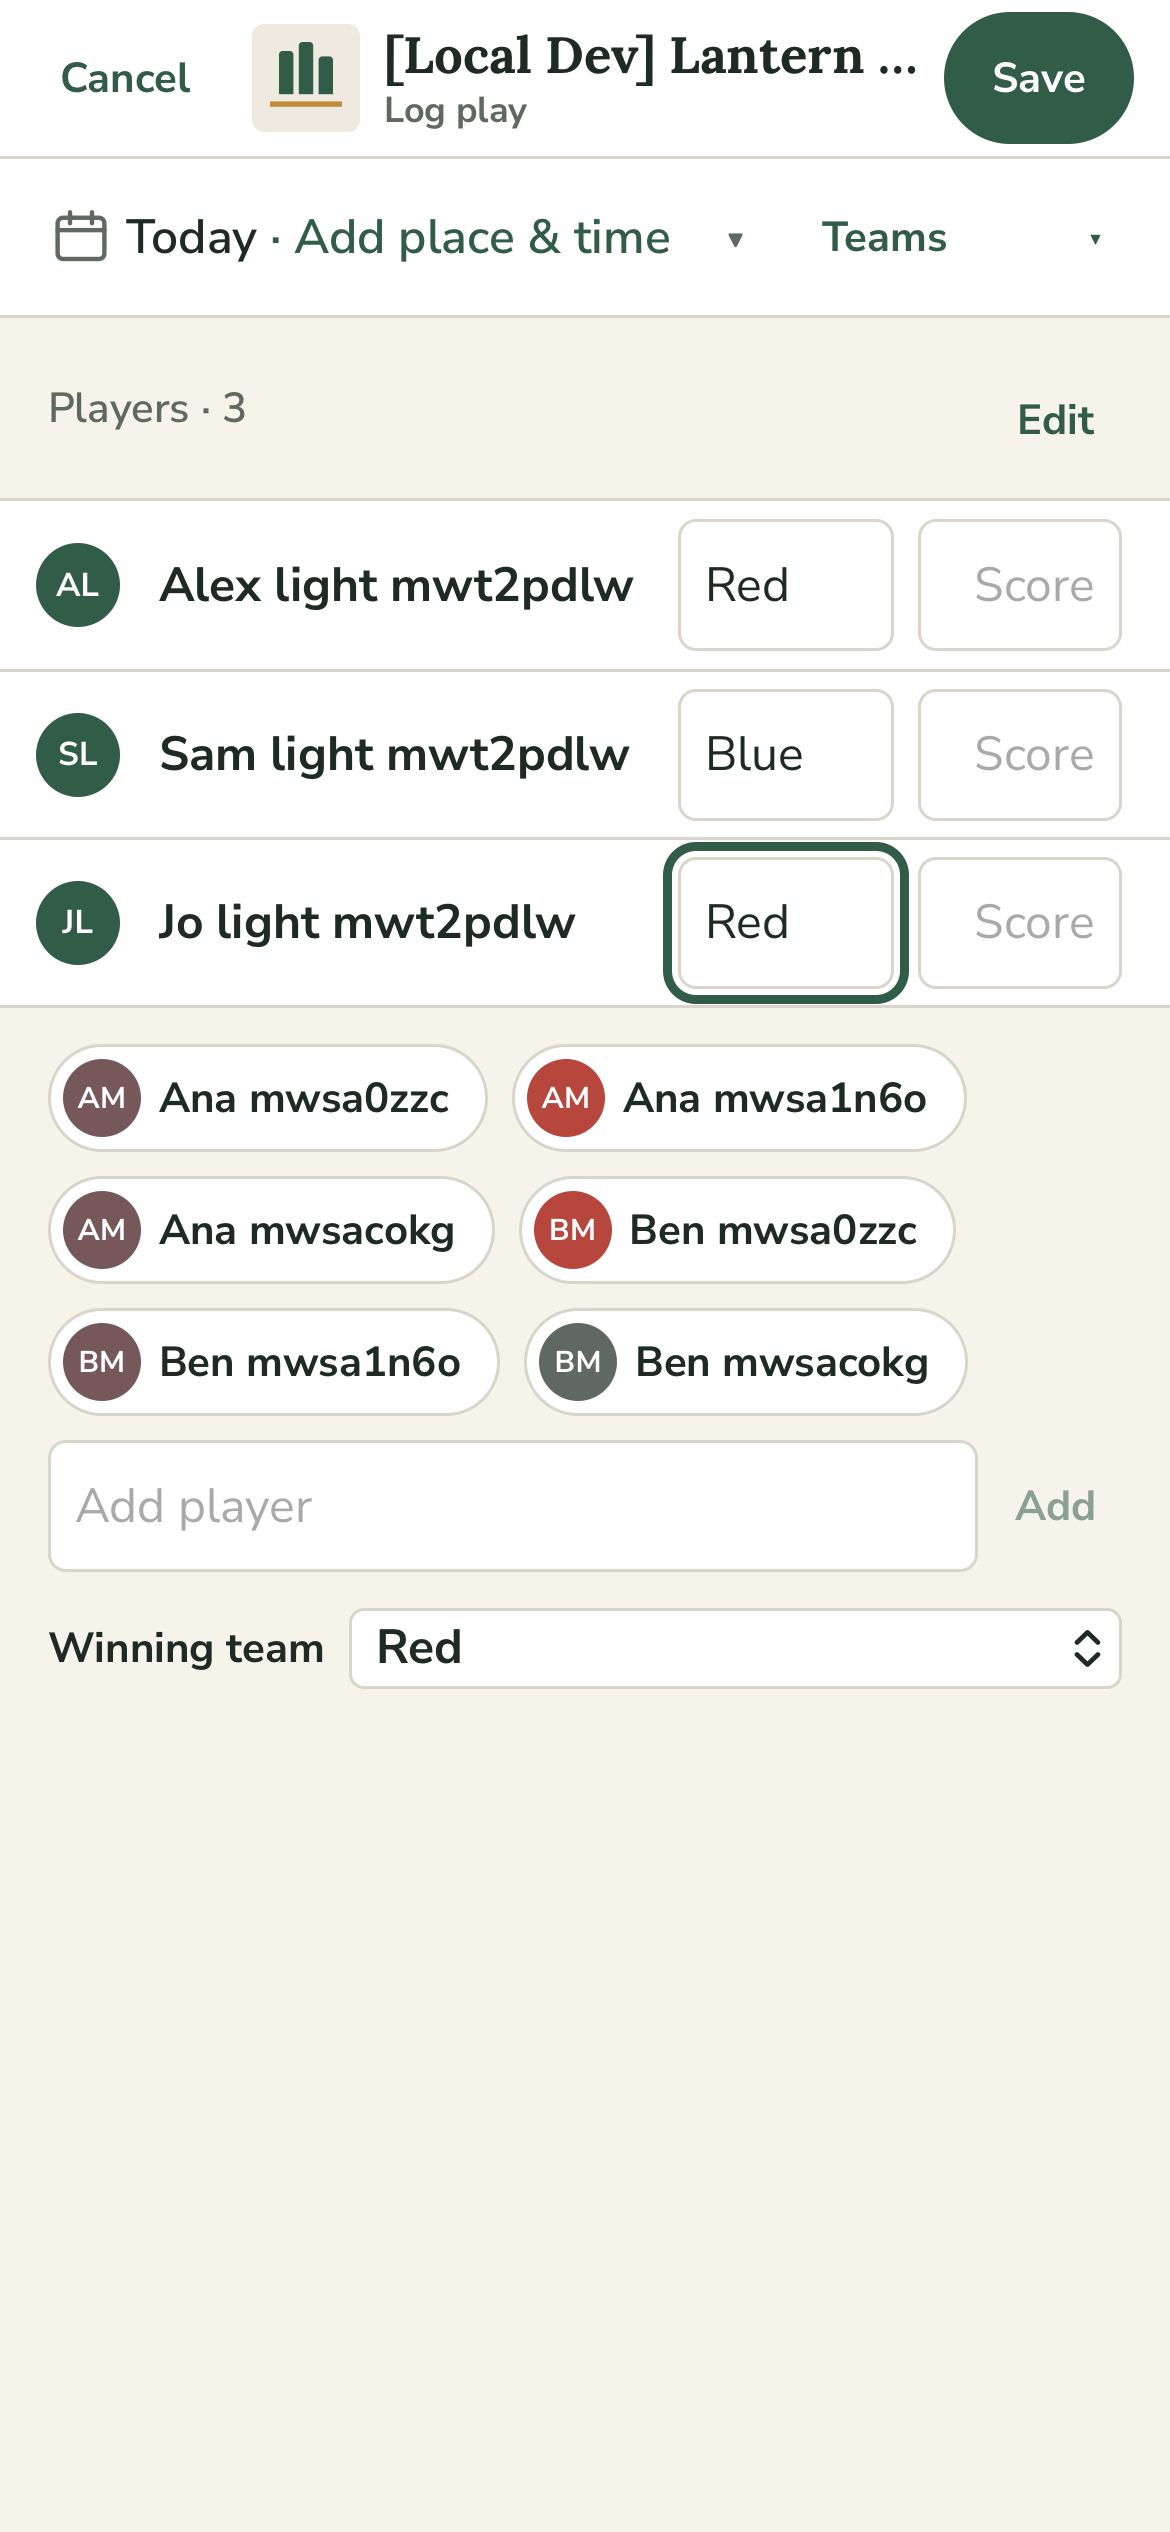 Cancel
[Local Dev] Lantern ...
Log play
Save
Today · Add place & time
Teams
Players · 3
Edit
AL Alex light mwt2pdlw Red Score
SL Sam light mwt2pdlw Blue Score
JL Jo light mwt2pdlw Red Score
AM Ana mwsa0zzc AM Ana mwsa1n6o
AM Ana mwsacokg BM Ben mwsa0zzc
BM Ben mwsa1n6o BM Ben mwsacokg
Add player Add
Winning team Red